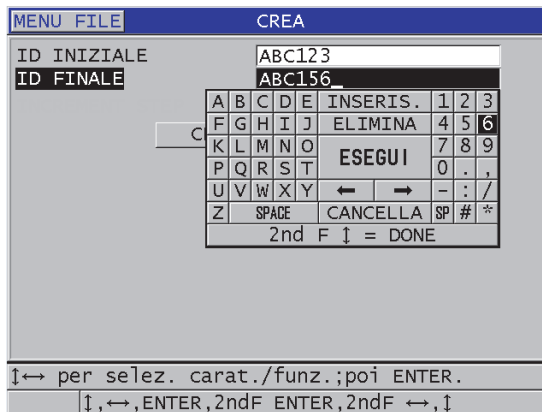 MENU FILE CREA
ID INIZIALE ABC123
ID FINALE ABC156_
A B C D E INSERIS. 1 2 3
F G H I J ELIMINA 4 5 6
K L M N O ESEGUI 7 8 9
P Q R S T 0 . ,
U V W X Y ← → - : /
Z SPACE CANCELLA SP # *
2nd F ↕ = DONE
C
↕↔ per selez. carat./funz.;poi ENTER.
↕,↔,ENTER,2ndF ENTER,2ndF ↔,↕